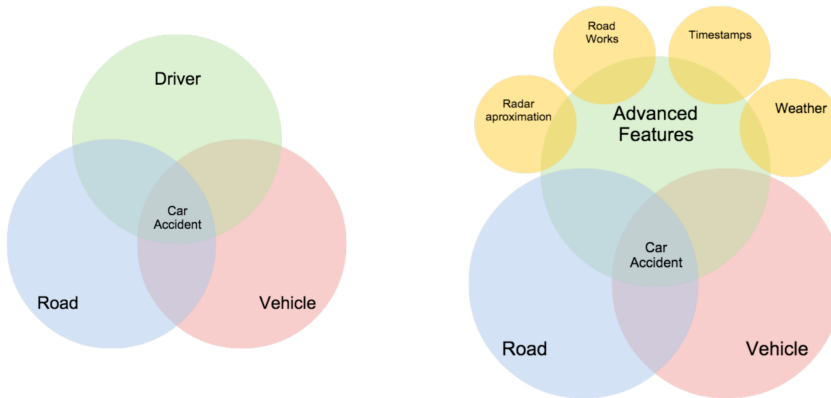 Driver
Car
Accident
Road
Vehicle
Road
Works
Timestamps
Radar
aproximation
Weather
Advanced
Features
Car
Accident
Road
Vehicle